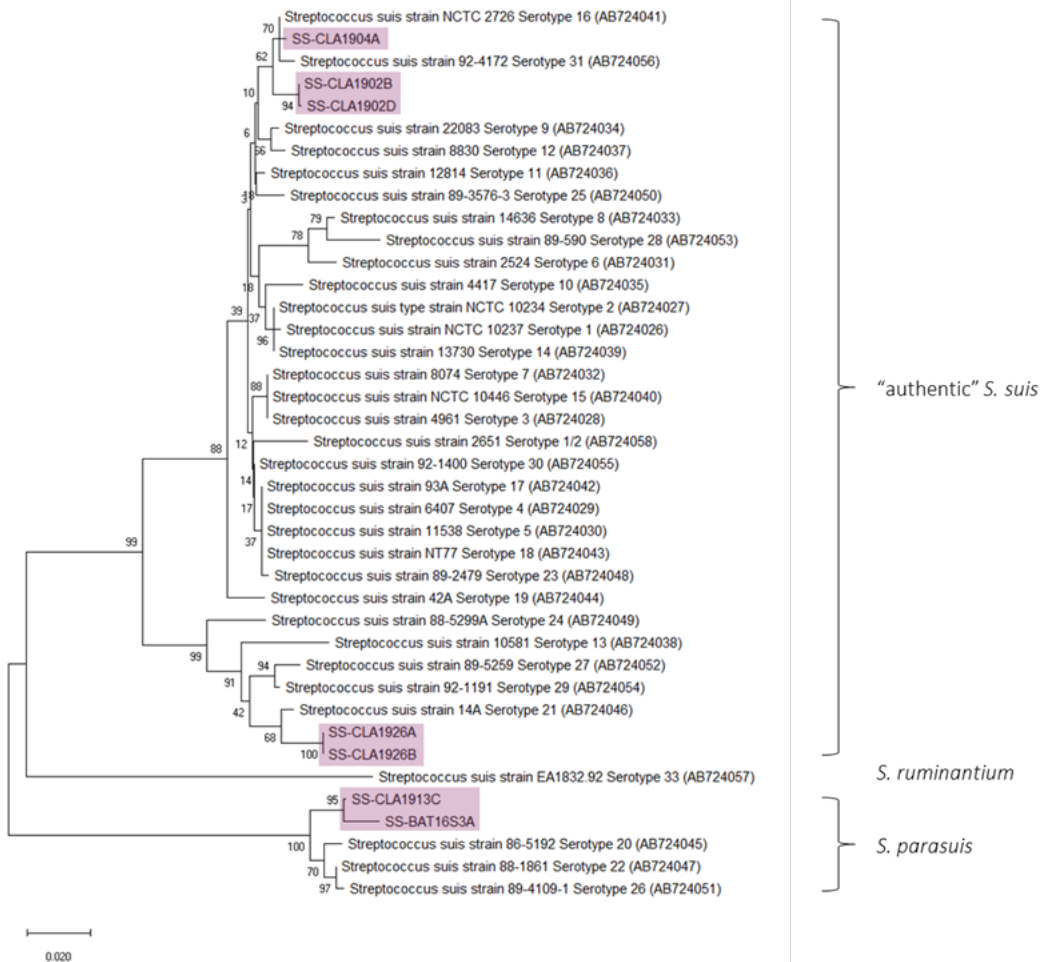 Streptococcus suis strain NCTC 2726 Serotype 16 (AB724041)
70
SS-CLA1904A
62
Streptococcus suis strain 92-4172 Serotype 31 (AB724056)
SS-CLA1902B
10
94
SS-CLA1902D
Streptococcus suis strain 22083 Serotype 9 (AB724034)
6
Streptococcus suis strain 8830 Serotype 12 (AB724037)
Streptococcus suis strain 12814 Serotype 11 (AB724036)
Streptococcus suis strain 89-3576-3 Serotype 25 (AB724050)
3
79
Streptococcus suis strain 14636 Serotype 8 (AB724033)
78
Streptococcus suis strain 89-590 Serotype 28 (AB724053)
Streptococcus suis strain 2524 Serotype 6 (AB724031)
18
Streptococcus suis strain 4417 Serotype 10 (AB724035)
39
37
Streptococcus suis type strain NCTC 10234 Serotype 2 (AB724027)
Streptococcus suis strain NCTC 10237 Serotype 1 (AB724026)
96
Streptococcus suis strain 13730 Serotype 14 (AB724039)
Streptococcus suis strain 8074 Serotype 7 (AB724032)
88
Streptococcus suis strain NCTC 10446 Serotype 15 (AB724040)
"authentic" S. suis
Streptococcus suis strain 4961 Serotype 3 (AB724028)
12
Streptococcus suis strain 2651 Serotype 1/2 (AB724058)
88
Streptococcus suis strain 92-1400 Serotype 30 (AB724055)
14
Streptococcus suis strain 93A Serotype 17 (AB724042)
17
Streptococcus suis strain 6407 Serotype 4 (AB724029)
Streptococcus suis strain 11538 Serotype 5 (AB724030)
37
99
Streptococcus suis strain NT77 Serotype 18 (AB724043)
Streptococcus suis strain 89-2479 Serotype 23 (AB724048)
Streptococcus suis strain 42A Serotype 19 (AB724044)
Streptococcus suis strain 88-5299A Serotype 24 (AB724049)
99
Streptococcus suis strain 10581 Serotype 13 (AB724038)
94
Streptococcus suis strain 89-5259 Serotype 27 (AB724052)
91
Streptococcus suis strain 92-1191 Serotype 29 (AB724054)
42
Streptococcus suis strain 14A Serotype 21 (AB724046)
68
SS-CLA1926A
100
SS-CLA1926B
Streptococcus suis strain EA1832.92 Serotype 33 (AB724057)
S. ruminantium
95
SS-CLA1913C
SS-BAT16S3A
100
Streptococcus suis strain 86-5192 Serotype 20 (AB724045)
S. parasuis
70
Streptococcus suis strain 88-1861 Serotype 22 (AB724047)
97
Streptococcus suis strain 89-4109-1 Serotype 26 (AB724051)
0.020